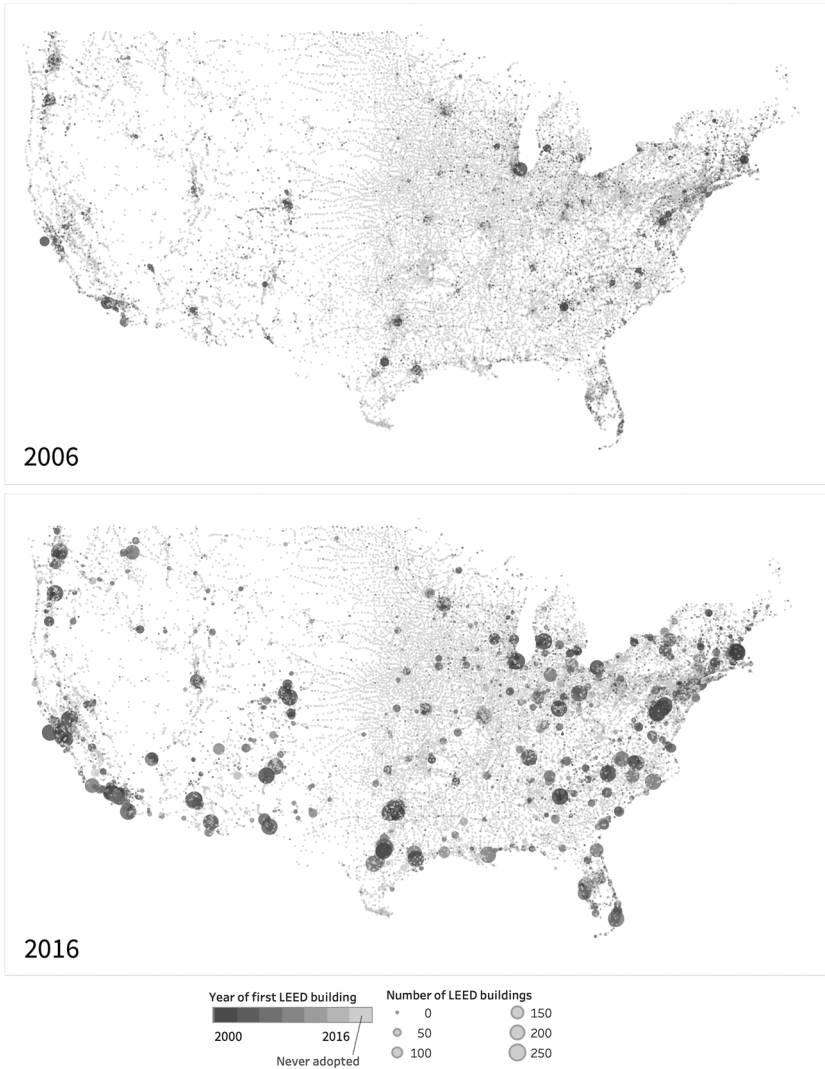 2006
2016
Year of first LEED building
2000 2016
Never adopted
Number of LEED buildings
0 150
50 200
100 250